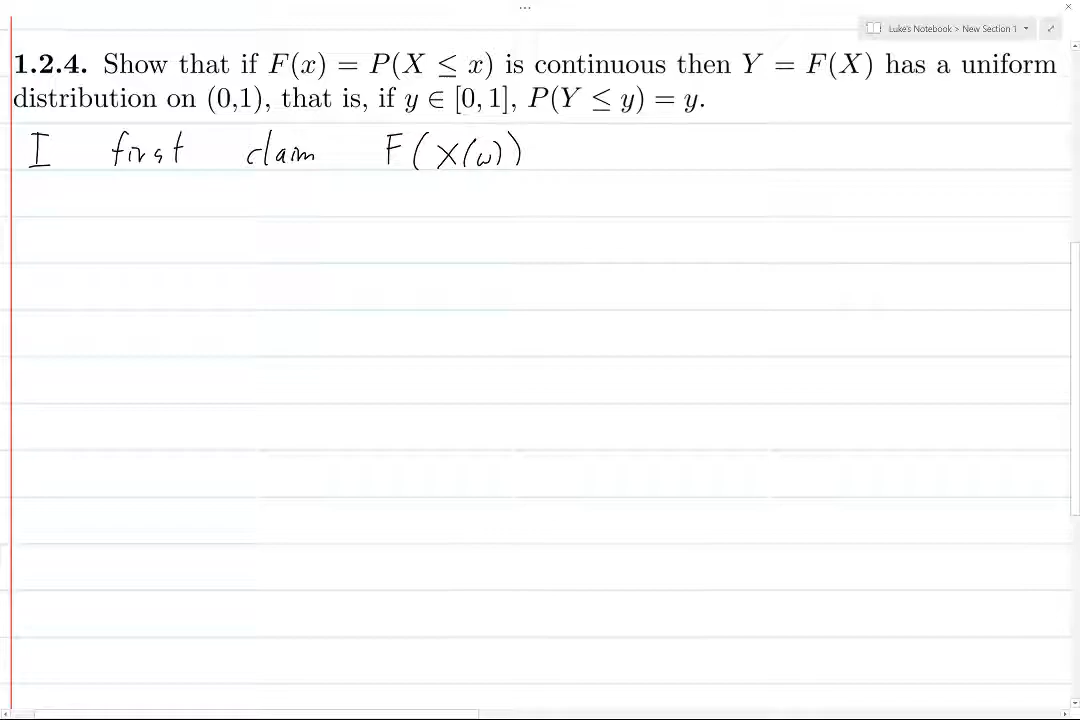 ...
Luke's Notebook > New Section 1
1.2.4. Show that if F(x) = P(X ≤ x) is continuous then Y = F(X) has a uniform
distribution on (0,1), that is, if y ∈ [0, 1], P(Y ≤ y) = y.
I first claim F(X(ω))